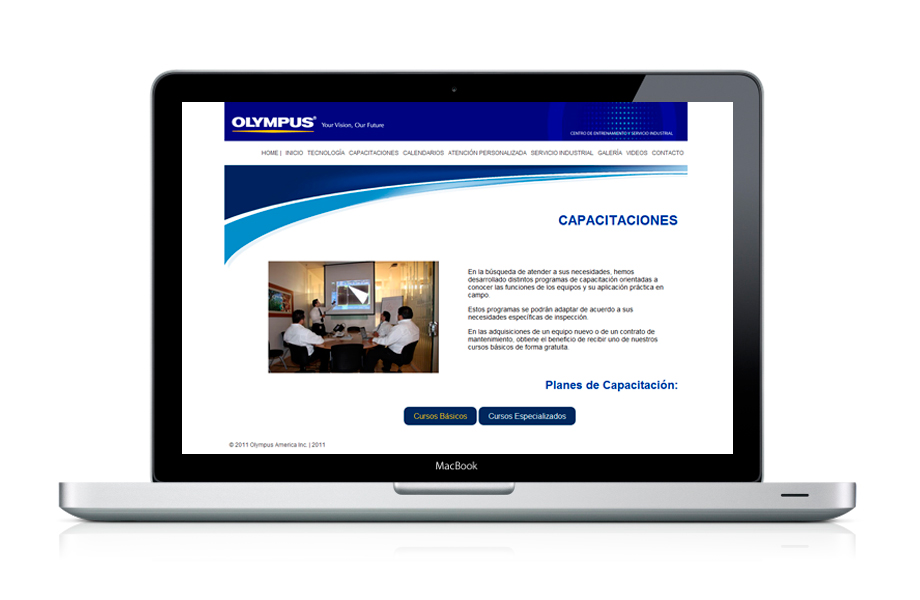 OLYMPUS® Your Vision, Our Future
CENTRO DE ENTRENAMIENTO Y SERVICIO INDUSTRIAL
HOME | INICIO TECNOLOGÍA CAPACITACIONES CALENDARIOS ATENCIÓN PERSONALIZADA SERVICIO INDUSTRIAL GALERÍA VIDEOS CONTACTO
CAPACITACIONES
En la búsqueda de atender a sus necesidades, hemos
desarrollado distintos programas de capacitación orientadas a
conocer las funciones de los equipos y su aplicación práctica en
campo.
Estos programas se podrán adaptar de acuerdo a sus
necesidades específicas de inspección.
En las adquisiciones de un equipo nuevo o de un contrato de
mantenimiento, obtiene el beneficio de recibir uno de nuestros
cursos básicos de forma gratuita.
Planes de Capacitación:
Cursos Básicos Cursos Especializados
© 2011 Olympus America Inc. | 2011
MacBook